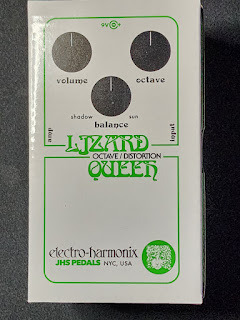 9V
volume
octave
shadow
sun
balance
amp
input
LIZARD
OCTAVE/DISTORTION
QUEEN
electro-harmonix
JHS PEDALS NYC, USA